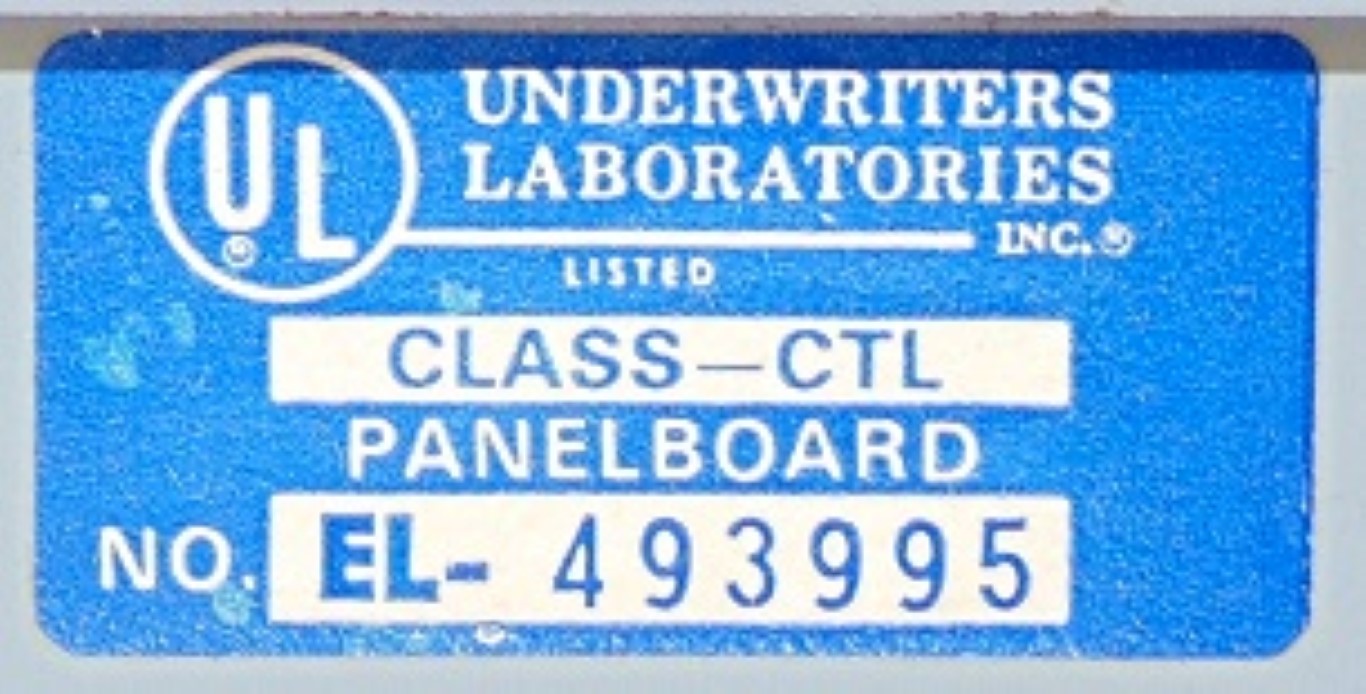 UL®
UNDERWRITERS
LABORATORIES
INC.®
LISTED
CLASS—CTL
PANELBOARD
NO. EL- 493995